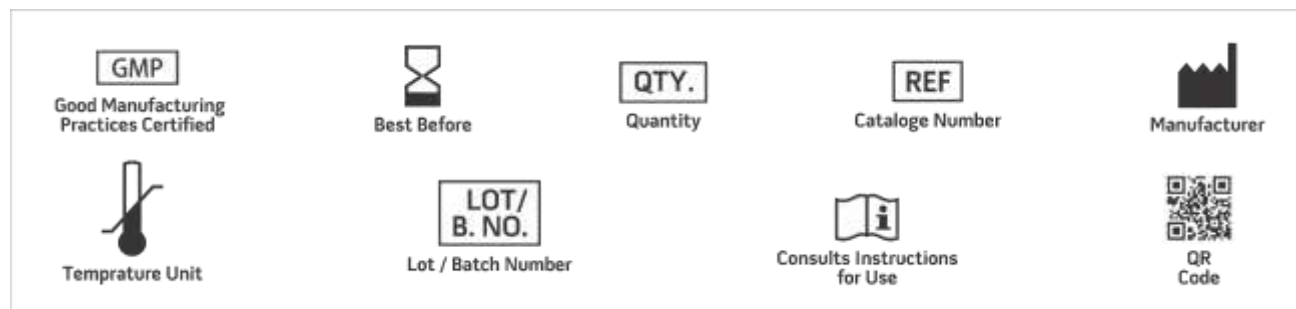 GMP
Good Manufacturing
Practices Certified
Best Before
QTY.
Quantity
REF
Cataloge Number
Manufacturer
Temprature Unit
LOT/
B. NO.
Lot / Batch Number
i
Consults Instructions
for Use
QR
Code